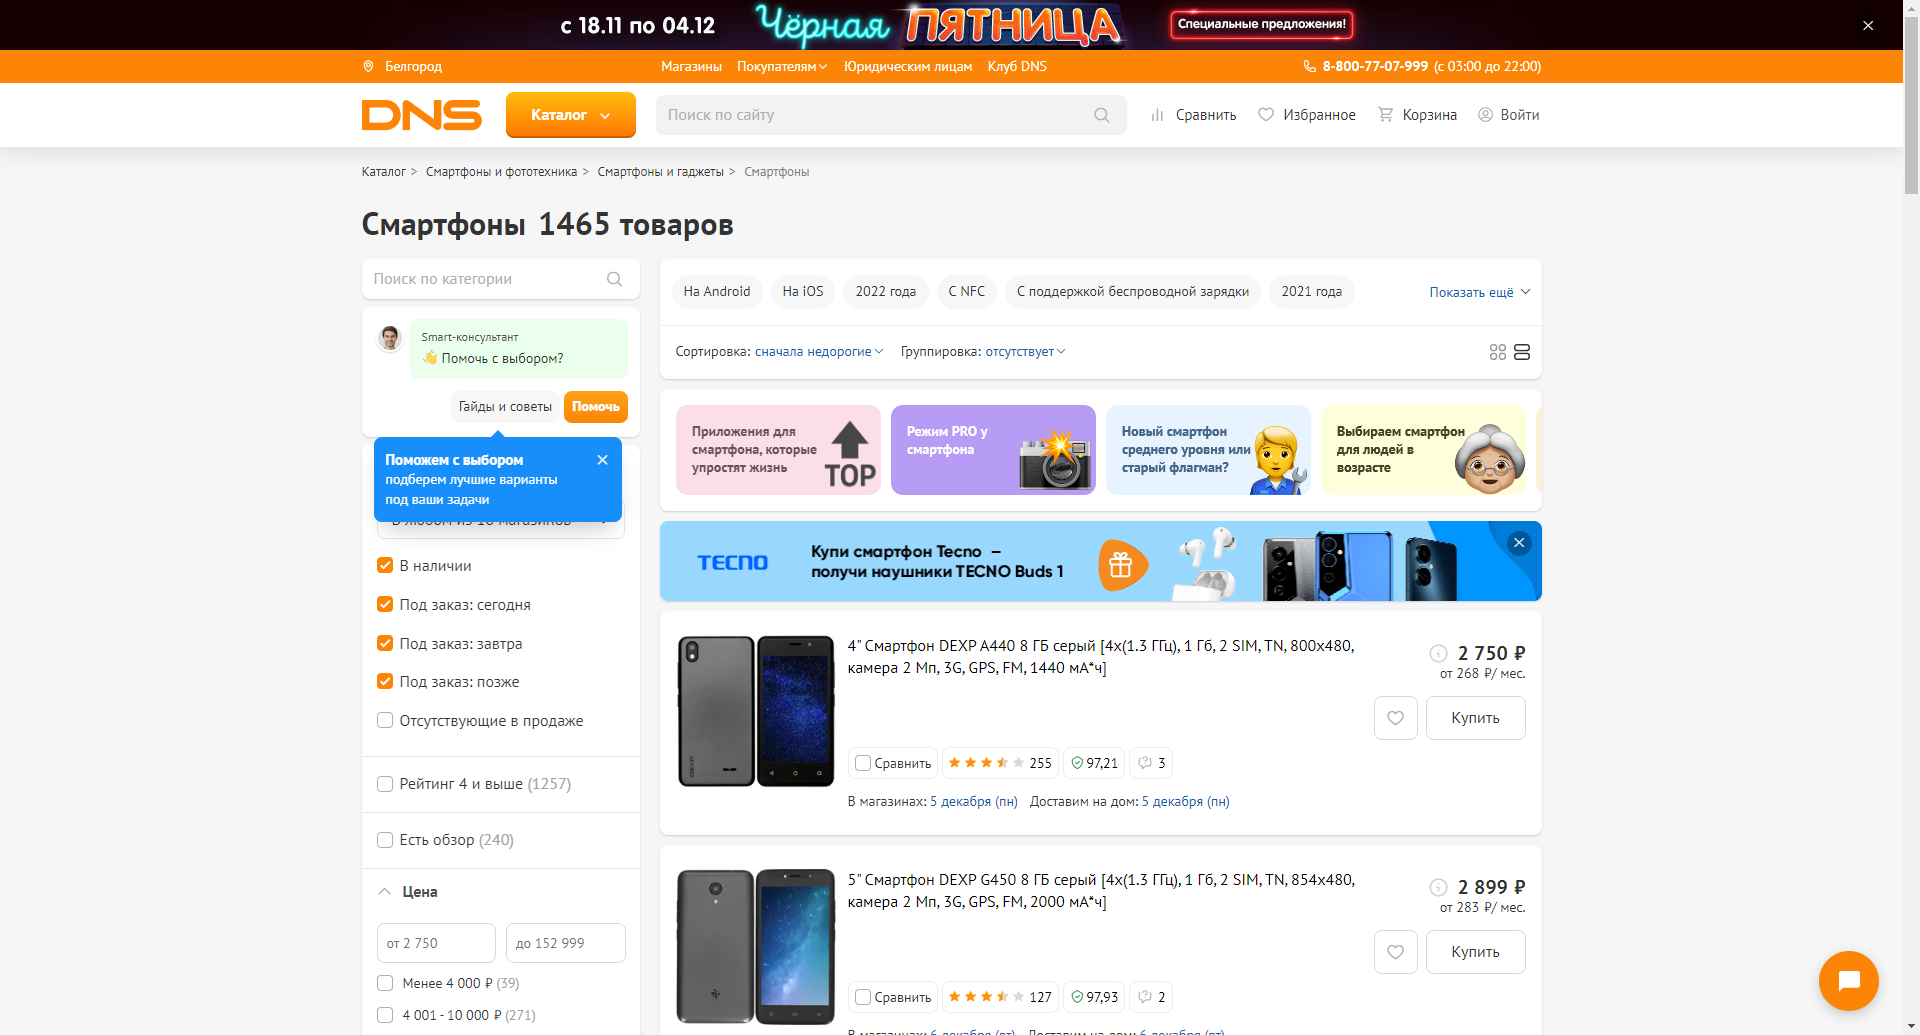 с 18.11 по 04.12
Чёрная ПЯТНИЦА
Специальные предложения!
Белгород
Магазины Покупателям Юридическим лицам Клуб DNS
8-800-77-07-999 (с 03:00 до 22:00)
DNS
Каталог
Поиск по сайту
Сравнить Избранное Корзина Войти
Каталог > Смартфоны и фототехника > Смартфоны и гаджеты > Смартфоны
Смартфоны 1465 товаров
Поиск по категории
Smart-консультант
👋 Помочь с выбором?
Гайды и советы Помочь
Поможем с выбором
подберем лучшие варианты
под ваши задачи
В наличии
Под заказ: сегодня
Под заказ: завтра
Под заказ: позже
Отсутствующие в продаже
Рейтинг 4 и выше (1257)
Есть обзор (240)
Цена
от 2 750 до 152 999
Менее 4 000 ₽ (39)
4 001 - 10 000 ₽ (271)
На Android На iOS 2022 года С NFC С поддержкой беспроводной зарядки 2021 года Показать ещё
Сортировка: сначала недорогие Группировка: отсутствует
Приложения для
смартфона, которые
упростят жизнь
TOP
Режим PRO у
смартфона
Новый смартфон
среднего уровня или
старый флагман?
Выбираем смартфон
для людей в
возрасте
TECNO
Купи смартфон Tecno –
получи наушники TECNO Buds 1
4" Смартфон DEXP A440 8 ГБ серый [4x(1.3 ГГц), 1 Гб, 2 SIM, TN, 800x480,
камера 2 Мп, 3G, GPS, FM, 1440 мА*ч]
2 750 ₽
от 268 ₽/ мес.
Купить
Сравнить 255 97,21 3
В магазинах: 5 декабря (пн) Доставим на дом: 5 декабря (пн)
5" Смартфон DEXP G450 8 ГБ серый [4x(1.3 ГГц), 1 Гб, 2 SIM, TN, 854x480,
камера 2 Мп, 3G, GPS, FM, 2000 мА*ч]
2 899 ₽
от 283 ₽/ мес.
Купить
Сравнить 127 97,93 2
В магазинах: 6 декабря (вт) Доставим на дом: 6 декабря (вт)